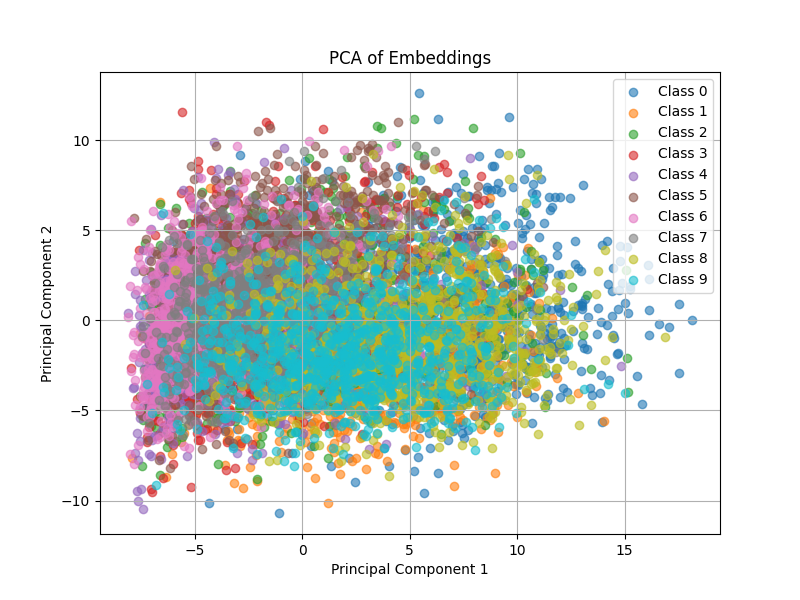 PCA of Embeddings
Class 0
Class 1
Class 2
Class 3
Class 4
Class 5
Class 6
Class 7
Class 8
Class 9
Principal Component 2
10
5
0
−5
−10
−5
0
5
10
15
Principal Component 1